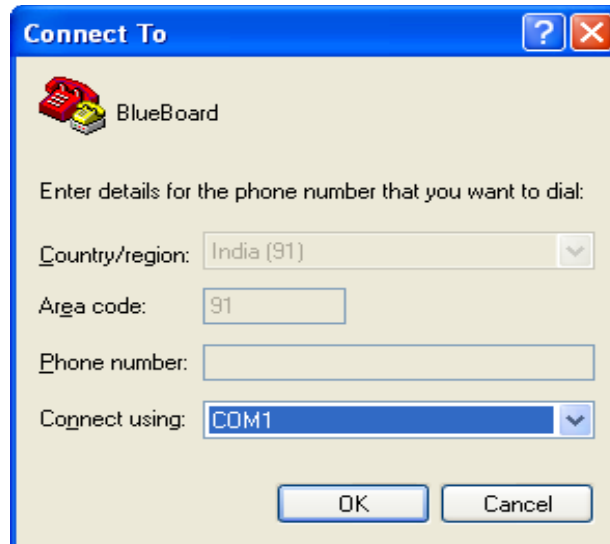 Connect To
BlueBoard
Enter details for the phone number that you want to dial:
Country/region: India (91)
Area code: 91
Phone number:
Connect using: COM1
OK Cancel